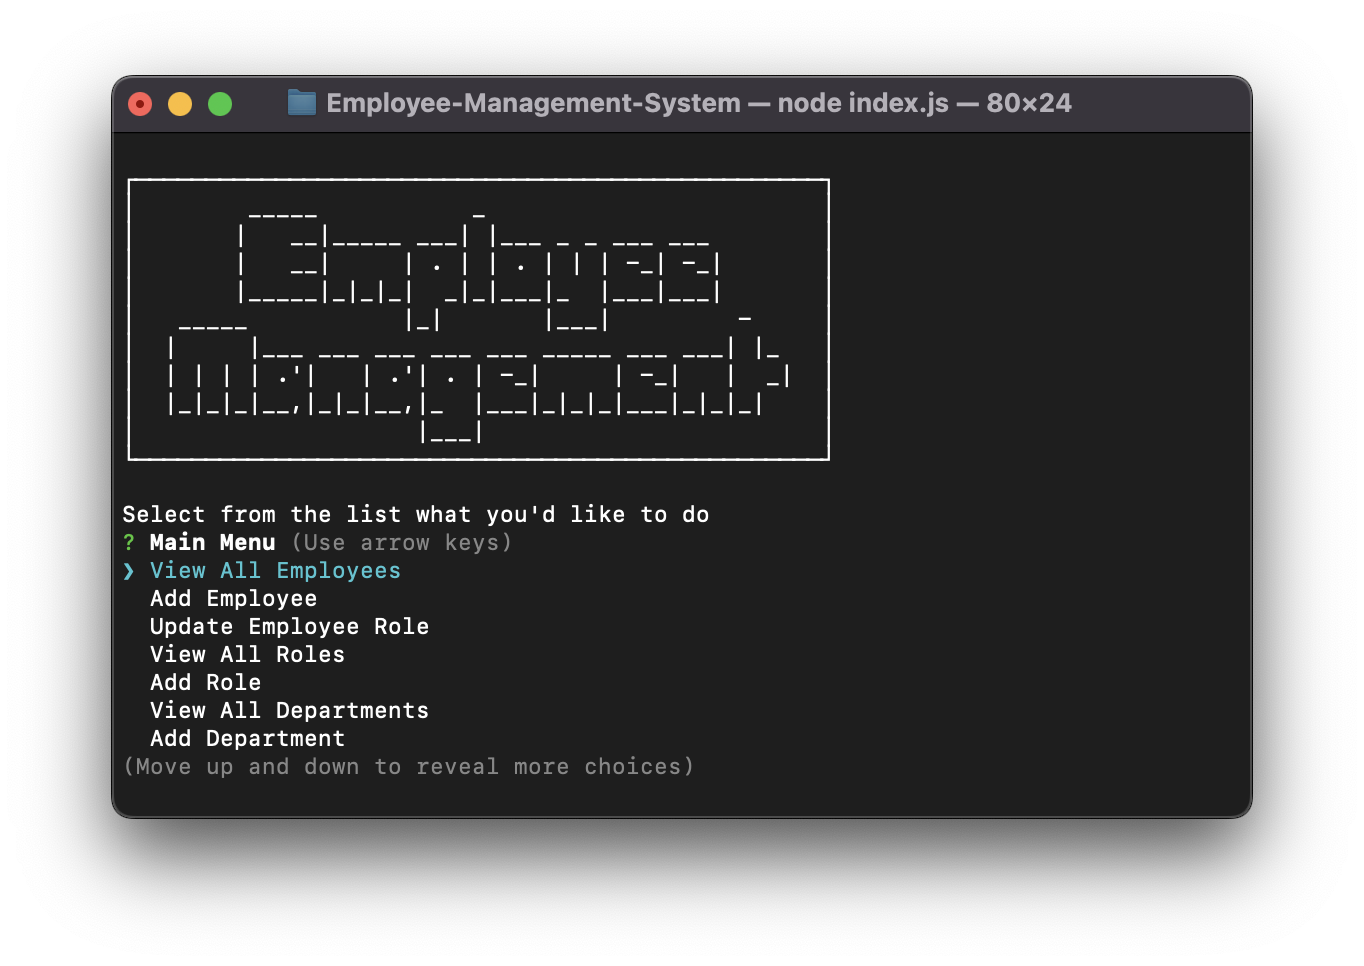 Employee-Management-System — node index.js — 80×24
Employee
Management
Select from the list what you'd like to do
? Main Menu (Use arrow keys)
❯ View All Employees
Add Employee
Update Employee Role
View All Roles
Add Role
View All Departments
Add Department
(Move up and down to reveal more choices)